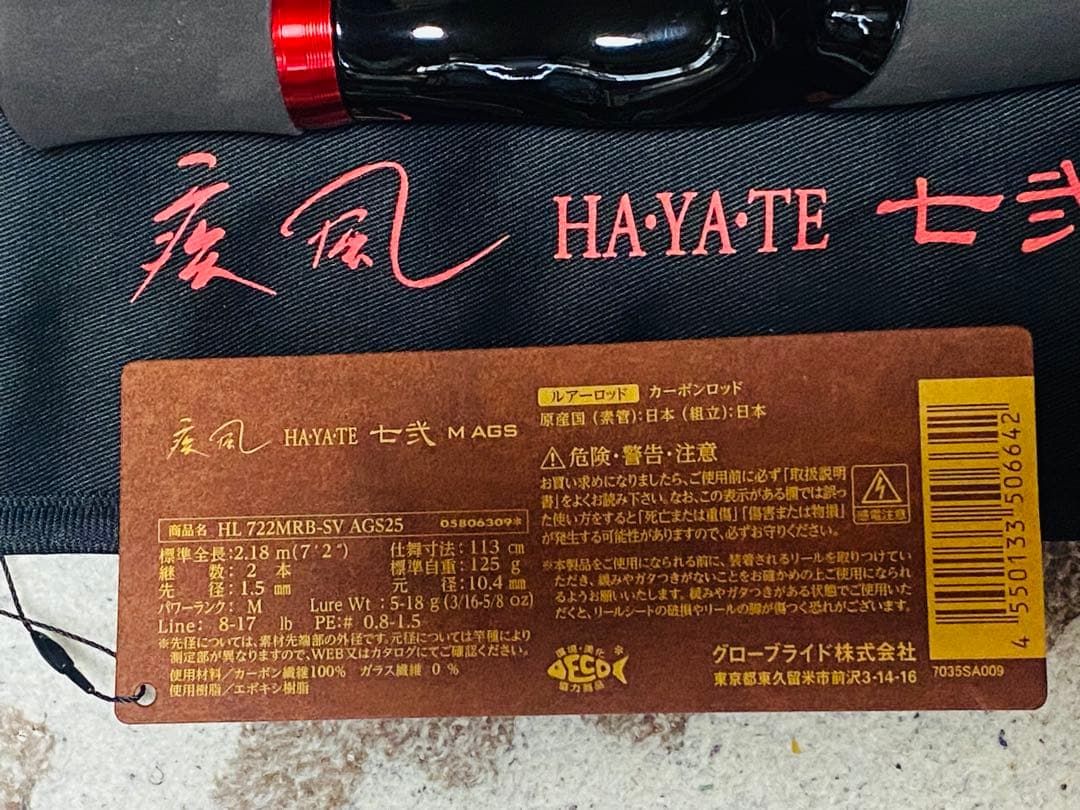 疾風 HA·YA·TE 七弐
疾風 HA·YA·TE 七弐 M AGS
商品名 HL 722MRB-SV AGS25 05806309*
標準全長:2.18 m(7'2") 仕舞寸法:113 cm
継 数: 2 本 標準自重:125 g
先 径:1.5 mm 元 径:10.4 mm
パワーランク: M Lure Wt :5-18 g (3/16-5/8 oz)
Line: 8-17 lb PE:# 0.8-1.5
※先径については、素材先端部の外径です。元径については竿種により
測定部が異なりますので、WEB又はカタログにてご確認ください。
使用材料/カーボン繊維100% ガラス繊維 0 %
使用樹脂/エポキシ樹脂
ルアーロッド カーボンロッド
原産国 (素管):日本 (組立):日本
⚠危険・警告・注意
お買い求めになりましたら、ご使用前に必ず「取扱説明
書」をよくお読み下さい。なお、この表示がある欄では誤っ
た使い方をすると「死亡または重傷」「傷害または物損」
が発生する可能性がありますので、必ずお守りください。
感電注意
※本製品をご使用になられる前に、装着されるリールを取りつけてい
ただき、緩みやガタつきがないことをお確かめの上ご使用になられ
るようお願いいたします。緩みやガタつきがある状態でご使用いた
だくと、リールシートの破損やリールの脚が傷つく恐れがございます。
環境・美化
ECO
協力商品
グローブライド株式会社
東京都東久留米市前沢3-14-16
4 550133 506642
7035SA009